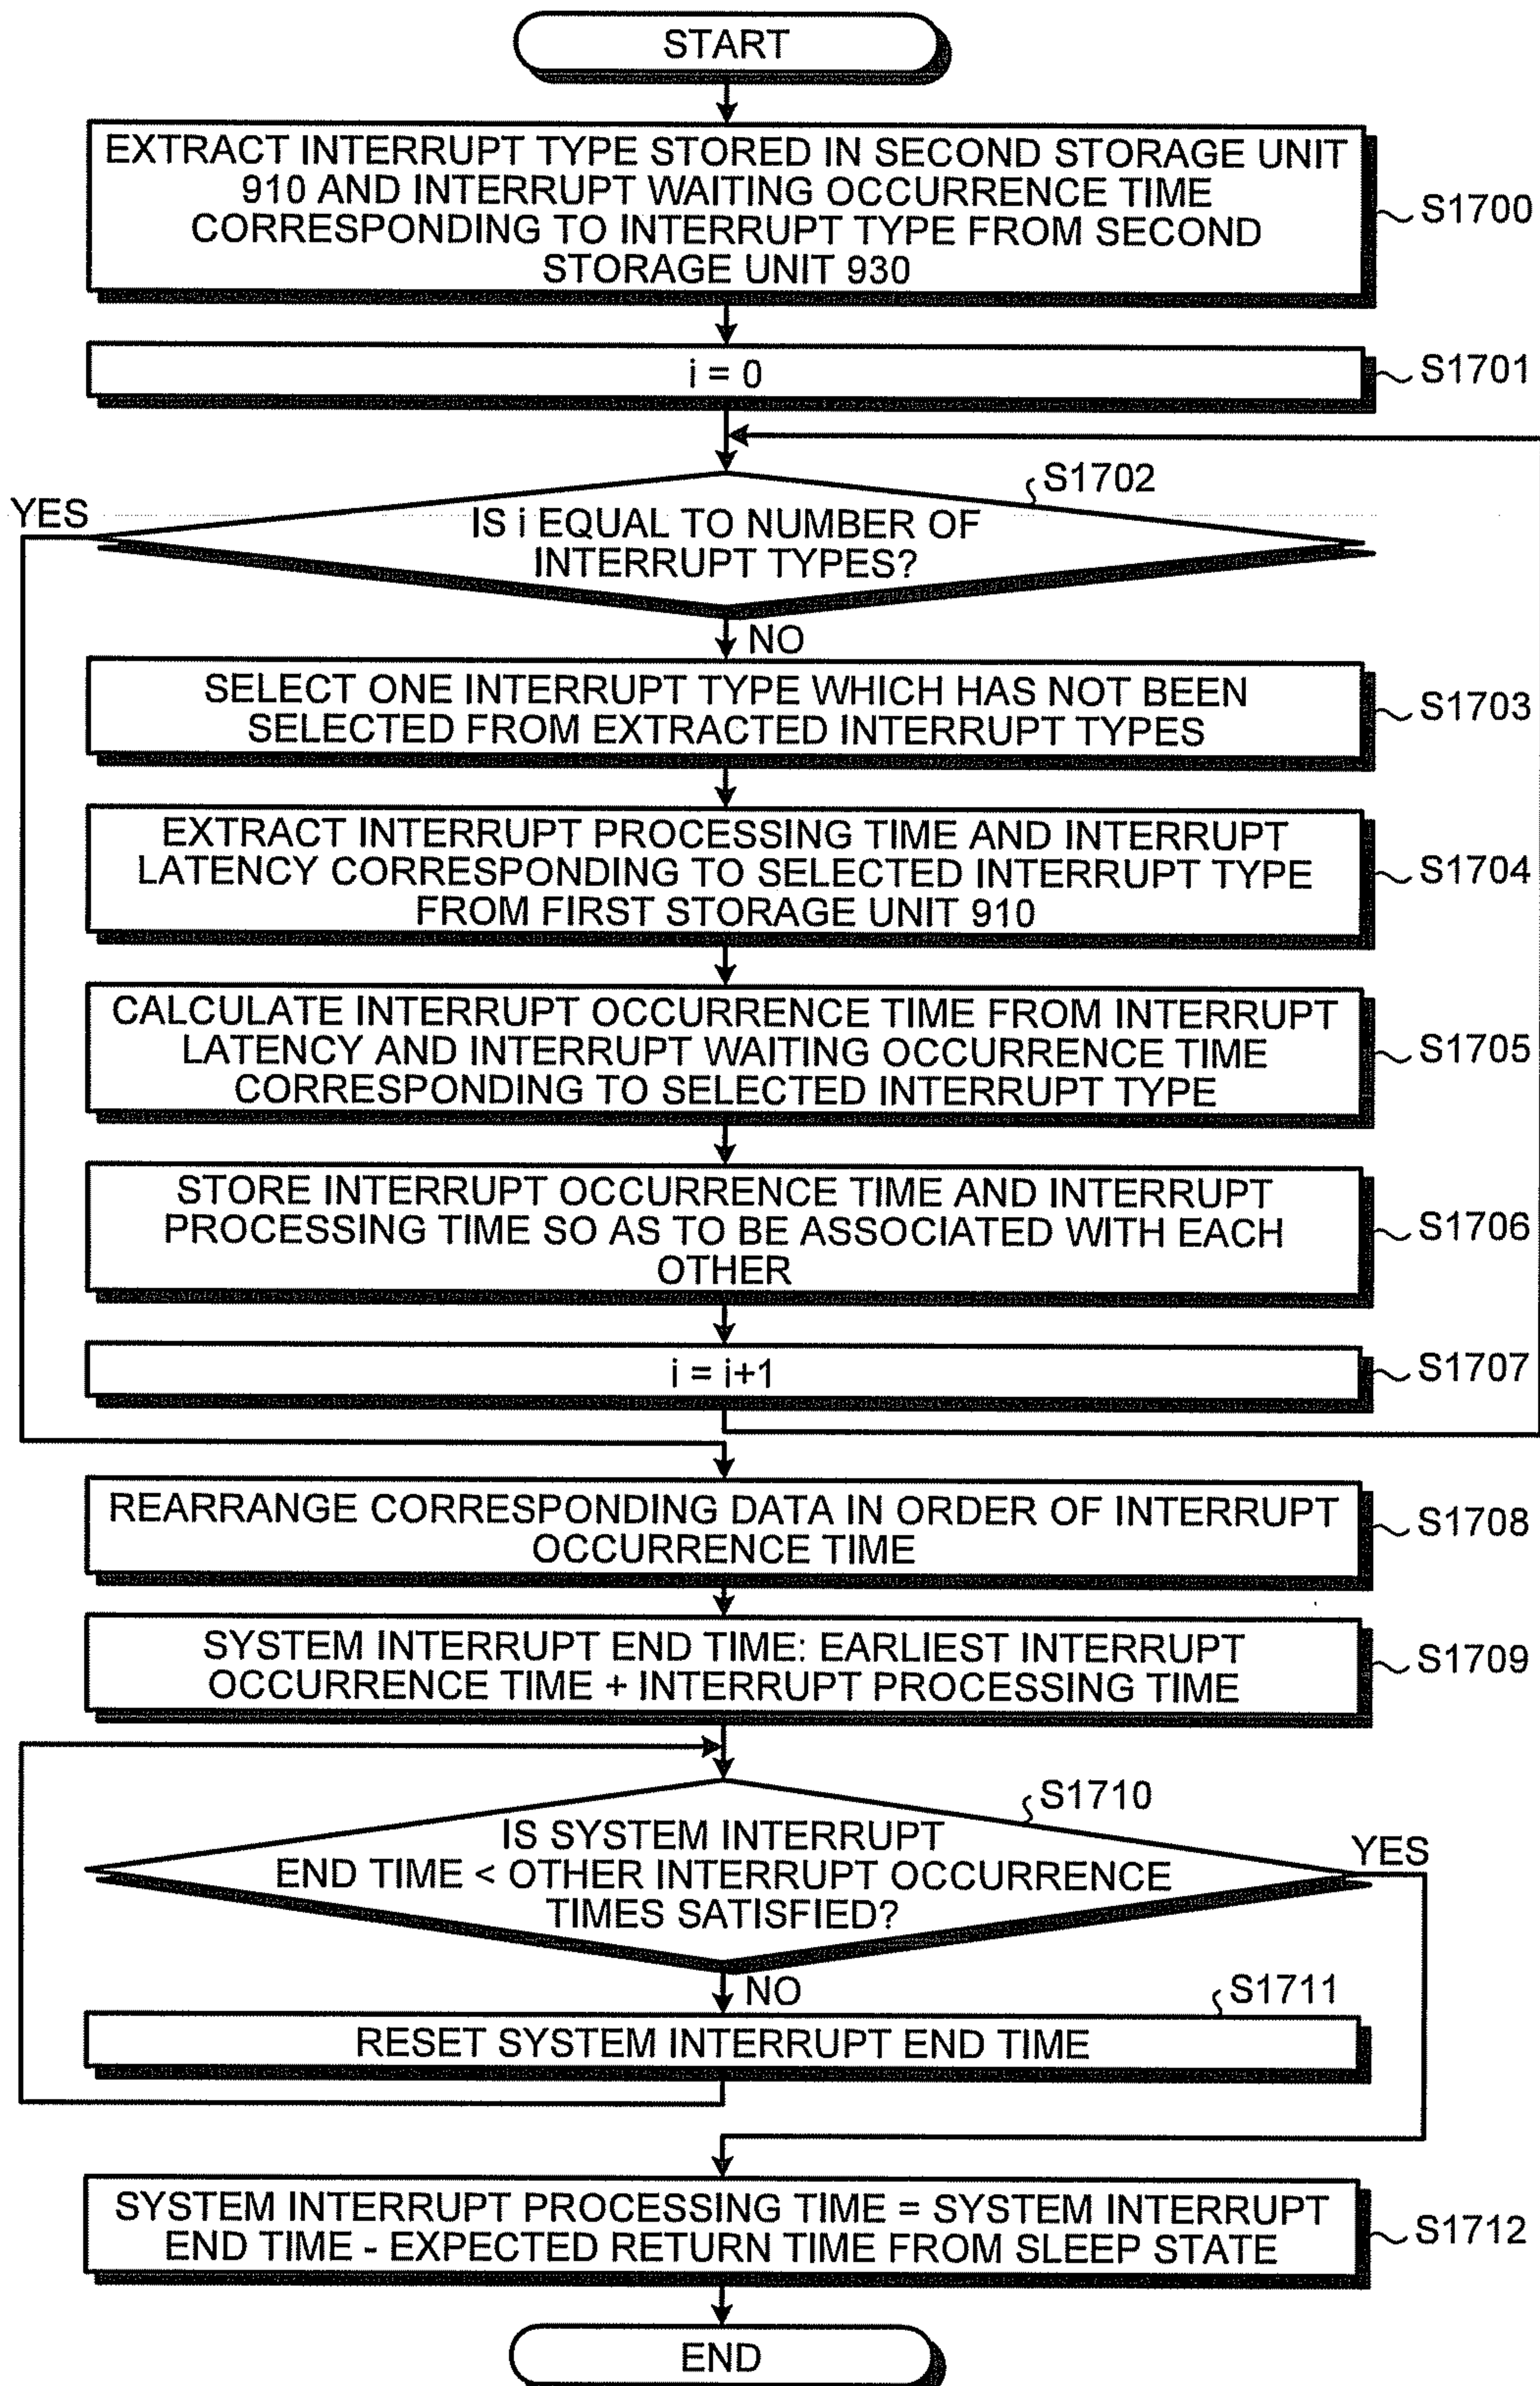 START
EXTRACT INTERRUPT TYPE STORED IN SECOND STORAGE UNIT
910 AND INTERRUPT WAITING OCCURRENCE TIME
CORRESPONDING TO INTERRUPT TYPE FROM SECOND
STORAGE UNIT 930
S1700
i = 0
S1701
S1702
YES
IS i EQUAL TO NUMBER OF
INTERRUPT TYPES?
NO
SELECT ONE INTERRUPT TYPE WHICH HAS NOT BEEN
SELECTED FROM EXTRACTED INTERRUPT TYPES
S1703
EXTRACT INTERRUPT PROCESSING TIME AND INTERRUPT
LATENCY CORRESPONDING TO SELECTED INTERRUPT TYPE
FROM FIRST STORAGE UNIT 910
S1704
CALCULATE INTERRUPT OCCURRENCE TIME FROM INTERRUPT
LATENCY AND INTERRUPT WAITING OCCURRENCE TIME
CORRESPONDING TO SELECTED INTERRUPT TYPE
S1705
STORE INTERRUPT OCCURRENCE TIME AND INTERRUPT
PROCESSING TIME SO AS TO BE ASSOCIATED WITH EACH
OTHER
S1706
i = i+1
S1707
REARRANGE CORRESPONDING DATA IN ORDER OF INTERRUPT
OCCURRENCE TIME
S1708
SYSTEM INTERRUPT END TIME: EARLIEST INTERRUPT
OCCURRENCE TIME + INTERRUPT PROCESSING TIME
S1709
S1710
IS SYSTEM INTERRUPT
END TIME < OTHER INTERRUPT OCCURRENCE
TIMES SATISFIED?
YES
NO
S1711
RESET SYSTEM INTERRUPT END TIME
SYSTEM INTERRUPT PROCESSING TIME = SYSTEM INTERRUPT
END TIME - EXPECTED RETURN TIME FROM SLEEP STATE
S1712
END